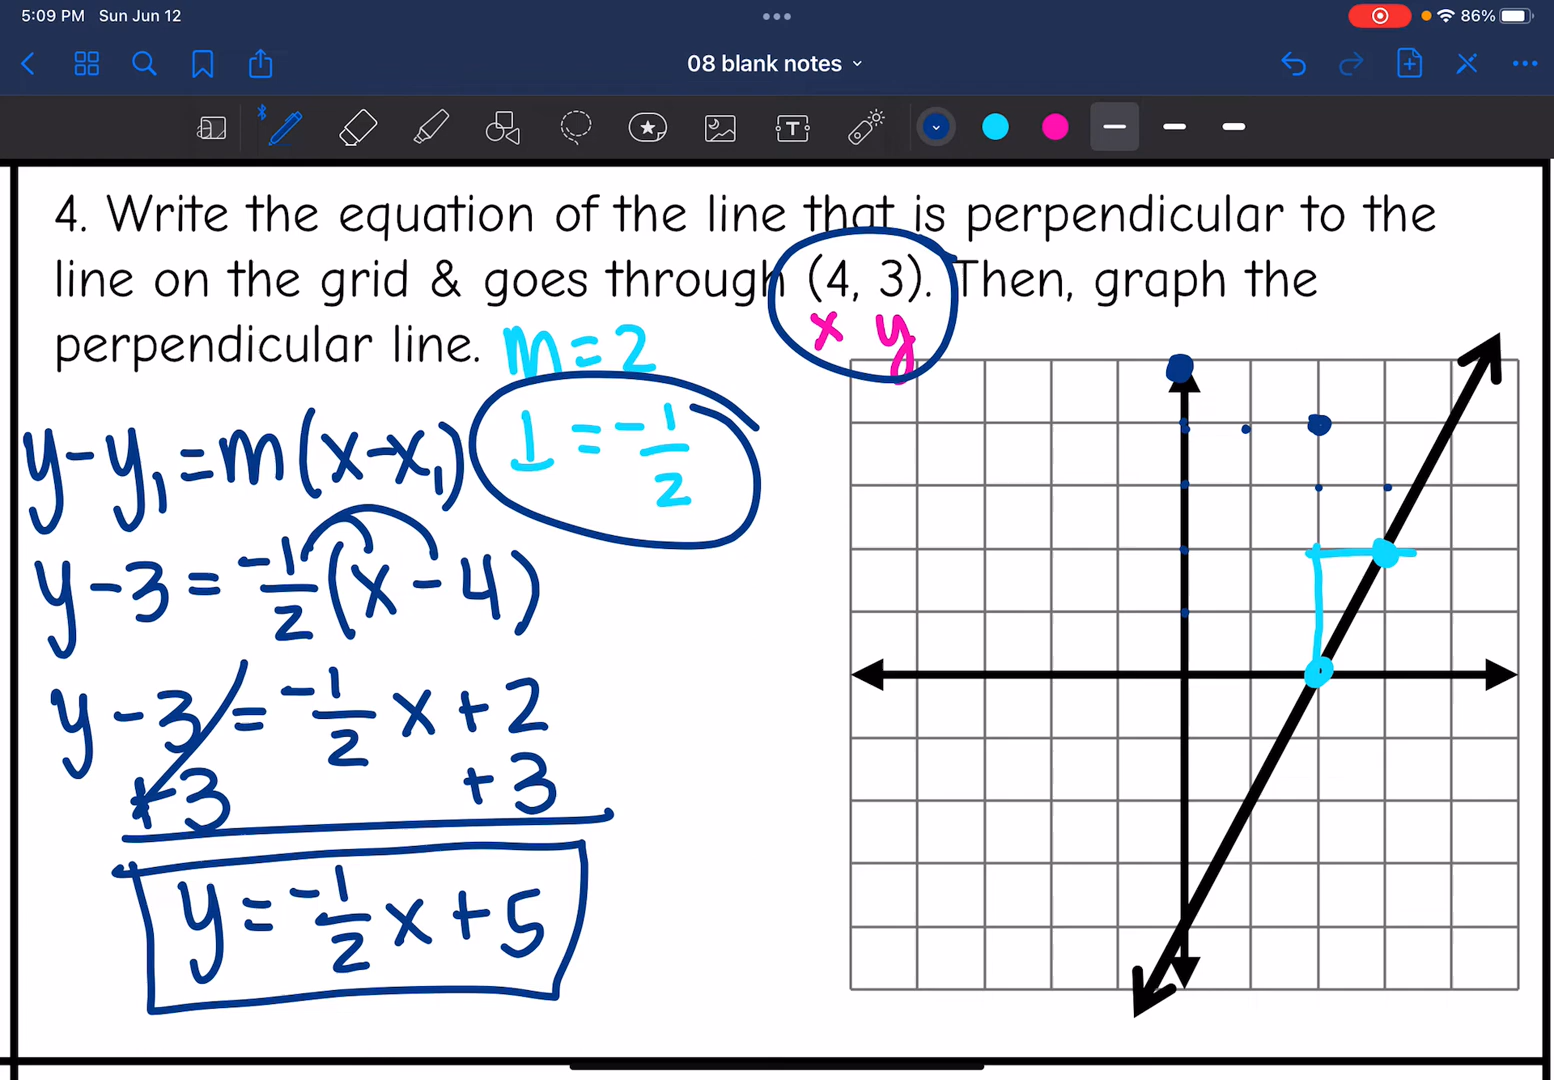 5:09 PM Sun Jun 12
86%
08 blank notes
T
4. Write the equation of the line that is perpendicular to the
line on the grid & goes through (4, 3). Then, graph the
x y
perpendicular line. m = 2
y - y₁ = m(x - x₁) ⊥ = -1/2
y - 3 = -1/2(x - 4)
y - 3 = -1/2 x + 2
+3 +3
y = -1/2 x + 5